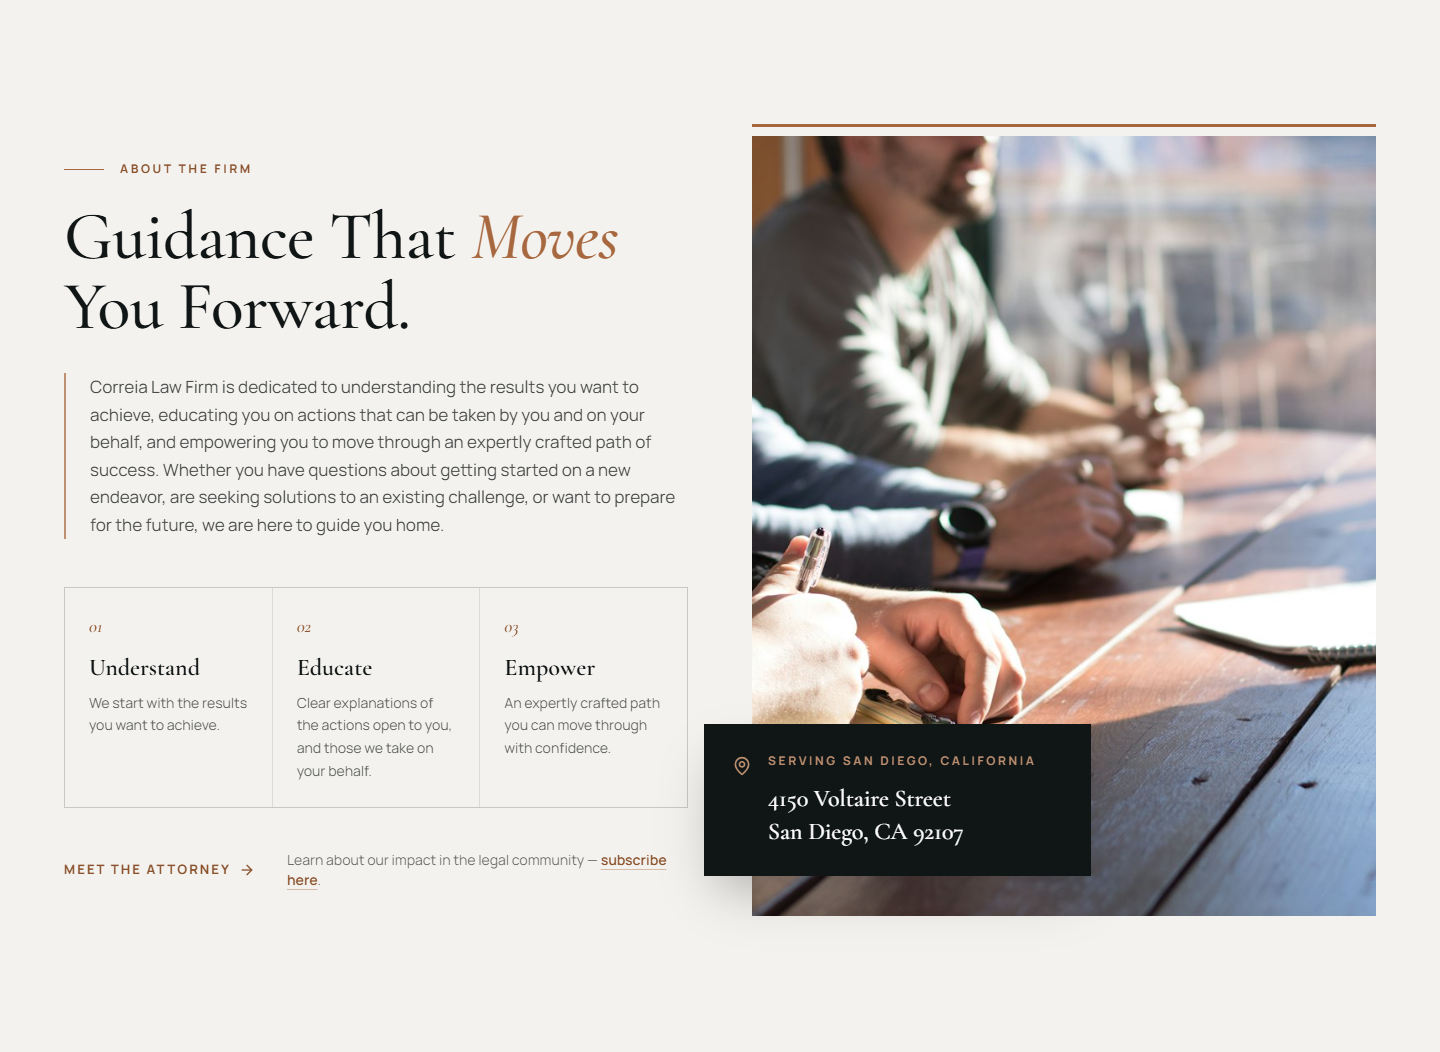 ABOUT THE FIRM
Guidance That Moves
You Forward.
Correia Law Firm is dedicated to understanding the results you want to
achieve, educating you on actions that can be taken by you and on your
behalf, and empowering you to move through an expertly crafted path of
success. Whether you have questions about getting started on a new
endeavor, are seeking solutions to an existing challenge, or want to prepare
for the future, we are here to guide you home.
01
Understand
We start with the results
you want to achieve.
02
Educate
Clear explanations of
the actions open to you,
and those we take on
your behalf.
03
Empower
An expertly crafted path
you can move through
with confidence.
MEET THE ATTORNEY →
Learn about our impact in the legal community — subscribe
here.
SERVING SAN DIEGO, CALIFORNIA
4150 Voltaire Street
San Diego, CA 92107